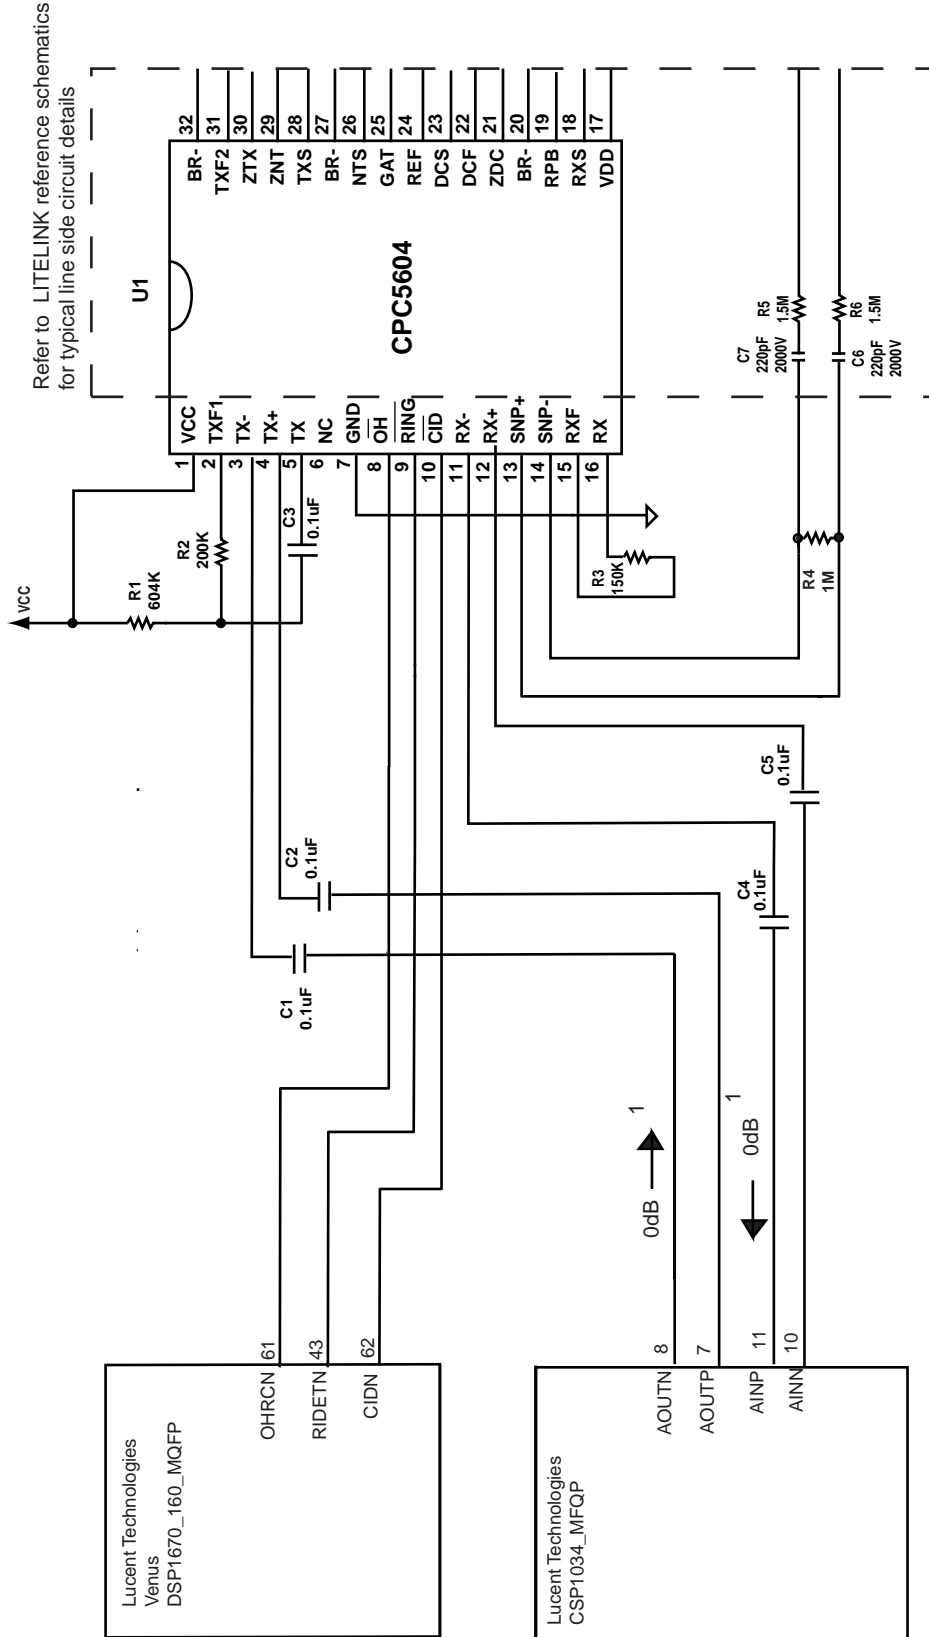 Refer to LITELINK reference schematics
for typical line side circuit details
VCC
U1
CPC5604
BR- 32
TXF2 31
ZTX 30
ZNT 29
TXS 28
BR- 27
NTS 26
GAT 25
REF 24
DCS 23
DCF 22
ZDC 21
BR- 20
RPB 19
RXS 18
VDD 17
1 VCC
2 TXF1
3 TX-
4 TX+
5 TX
6 NC
7 GND
8 OH
9 RING
10 CID
11 RX-
12 RX+
13 SNP+
14 SNP-
15 RXF
16 RX
R1
604K
R2
200K
C3
0.1uF
R3
150K
R4
1M
C7
220pF
2000V
R5
1.5M
C6
220pF
2000V
R6
1.5M
C1
0.1uF
C2
0.1uF
C4
0.1uF
C5
0.1uF
0dB
1
0dB
1
Lucent Technologies
Venus
DSP1670_160_MQFP
OHRCN 61
RIDETN 43
CIDN 62
Lucent Technologies
CSP1034_MFQP
AOUTN 8
AOUTP 7
AINP 11
AINN 10